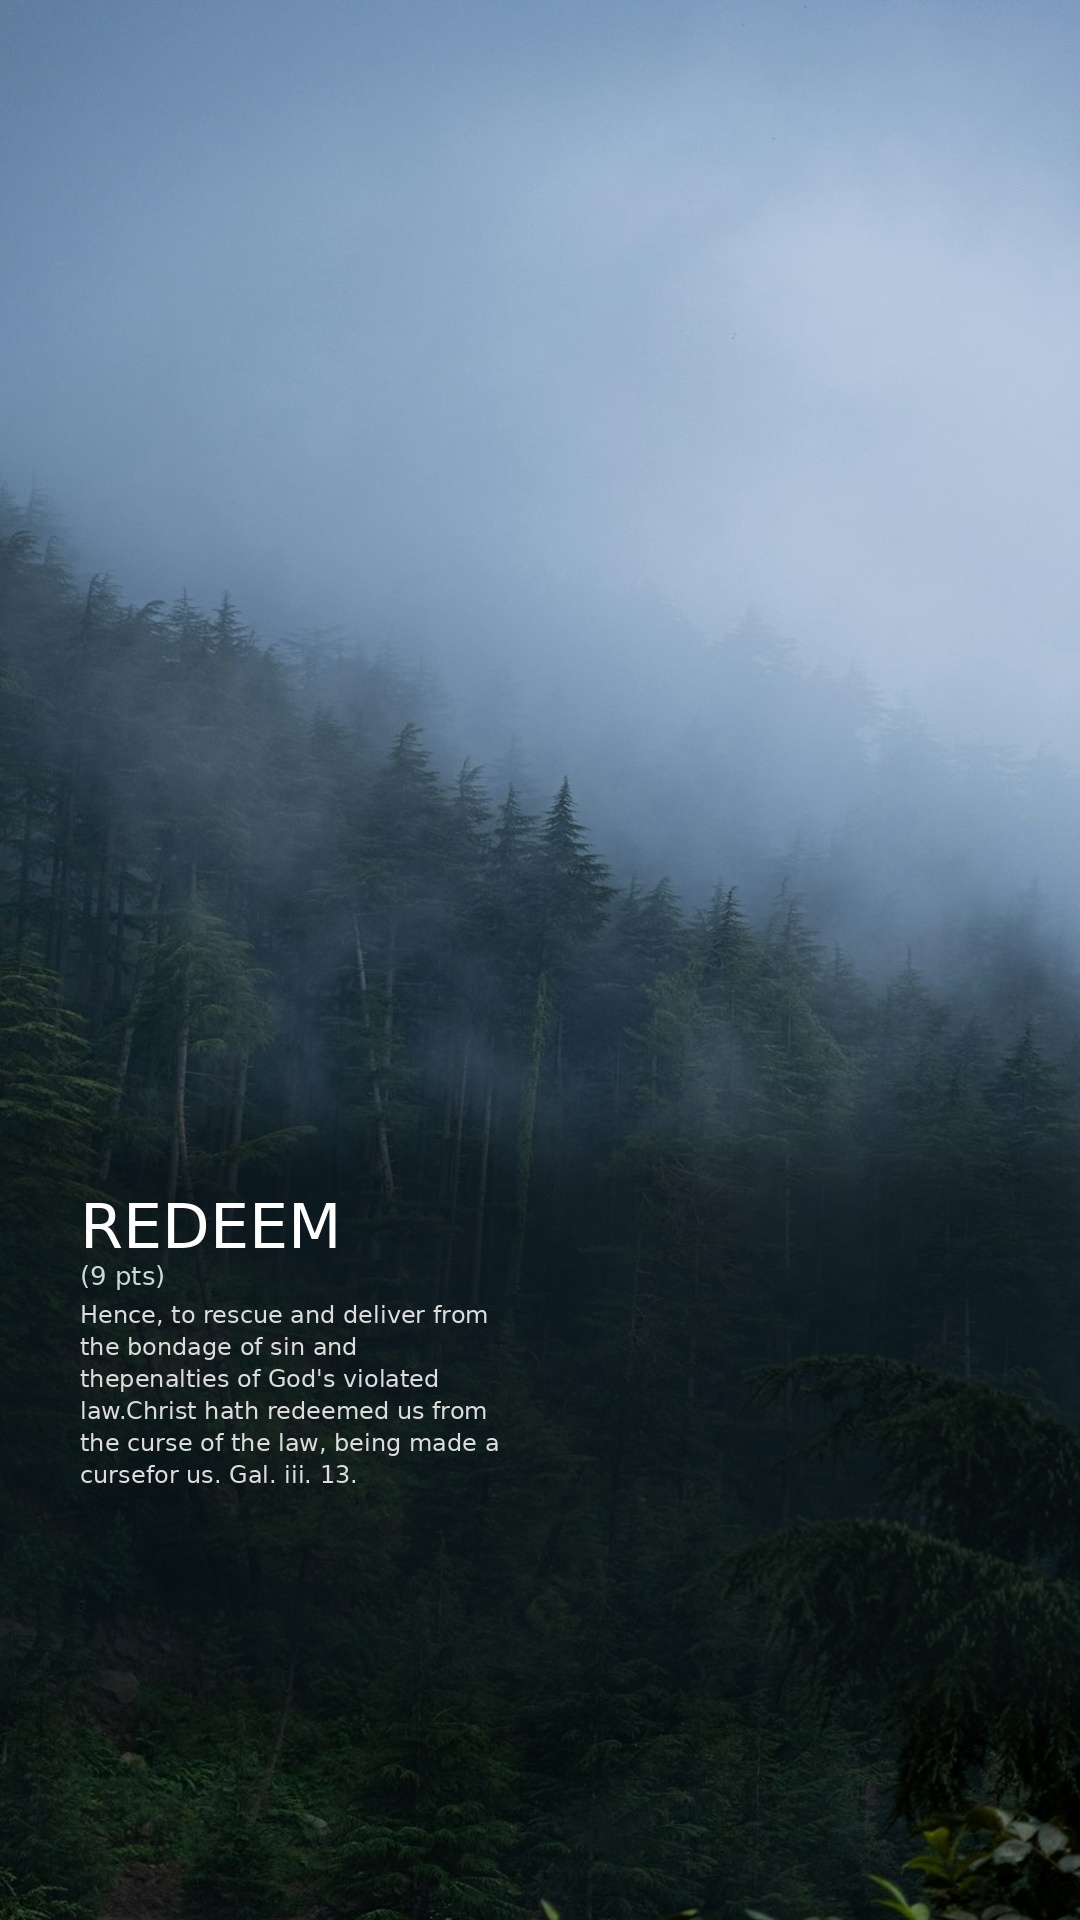 REDEEM
(9 pts)
Hence, to rescue and deliver from
the bondage of sin and
thepenalties of God's violated
law.Christ hath redeemed us from
the curse of the law, being made a
cursefor us. Gal. iii. 13.